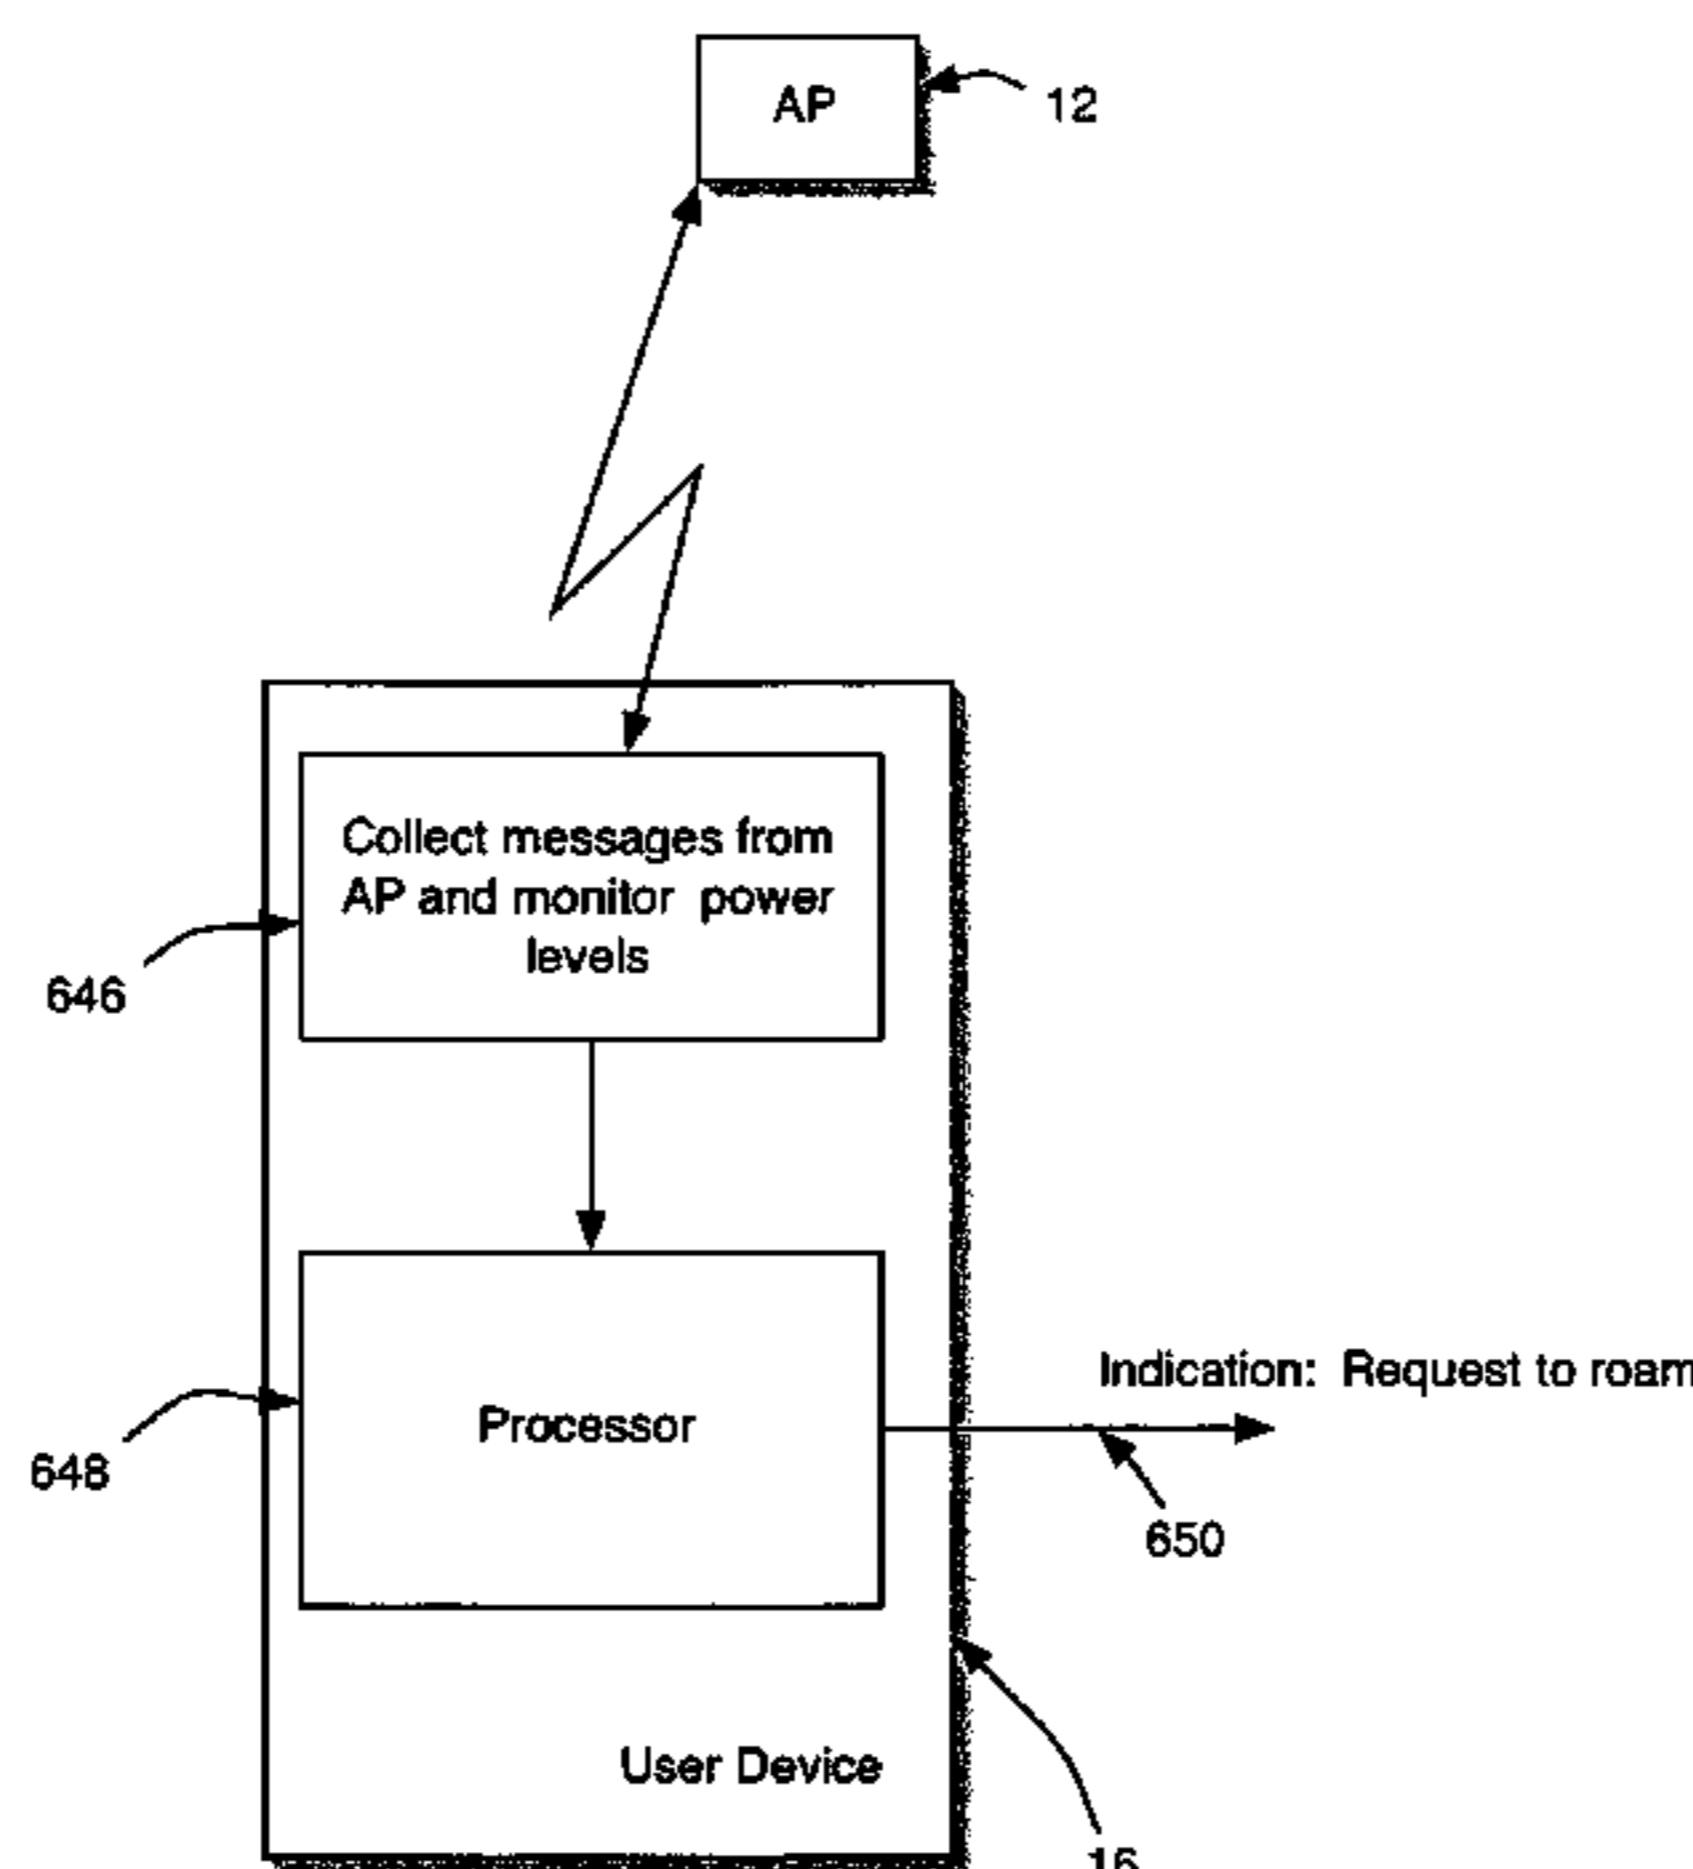 AP
12
Collect messages from
AP and monitor power
levels
646
Indication: Request to roam
Processor
648
650
User Device